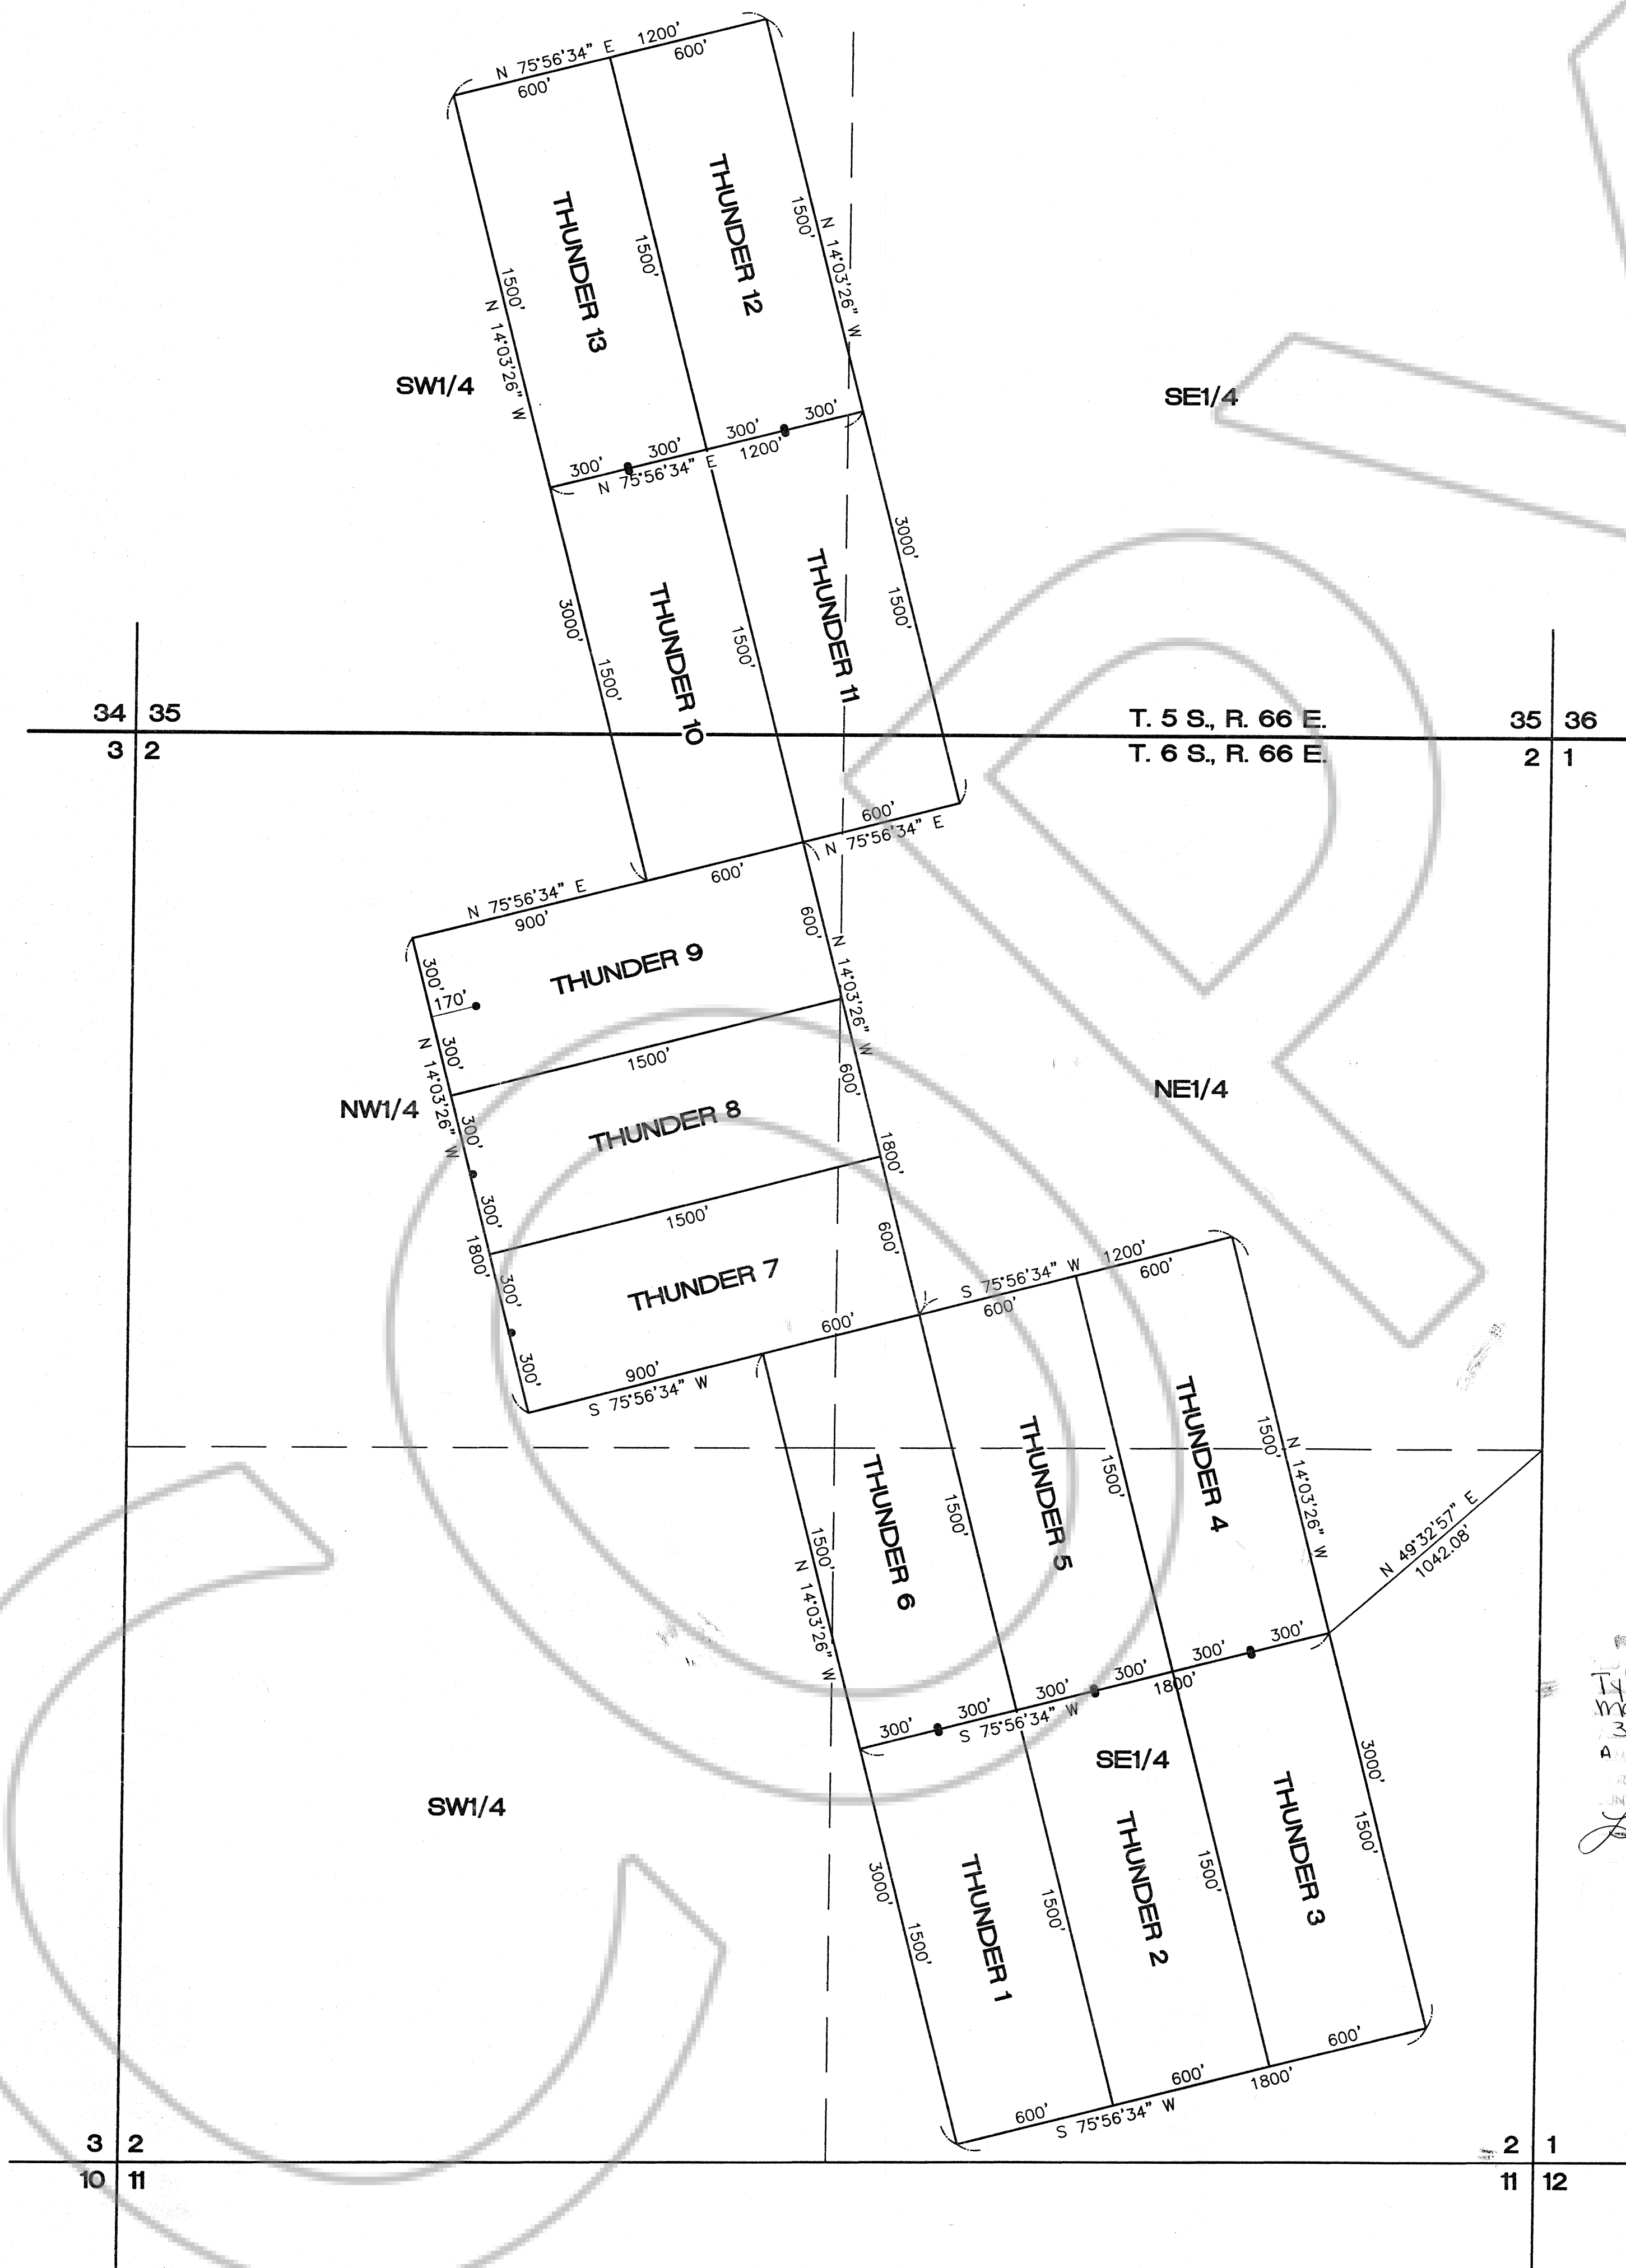 N 75°56'34" E 1200'
600' 600'
THUNDER 13
THUNDER 12
1500'
N 14°03'26" W
1500'
1500'
N 14°03'26" W
SW1/4
SE1/4
300' 300' 300' 300'
N 75°56'34" E 1200'
3000'
1500'
THUNDER 10
1500'
THUNDER 11
3000'
1500'
34 35
3 2
T. 5 S., R. 66 E.
T. 6 S., R. 66 E.
35 36
2 1
600'
N 75°56'34" E
N 75°56'34" E
900'
600'
THUNDER 9
300'
170'
300'
N 14°03'26" W
600'
N 14°03'26" W
1500'
NW1/4
NE1/4
THUNDER 8
300'
300'
600'
1800'
1500'
1800'
THUNDER 7
300'
300'
600'
900'
S 75°56'34" W
600'
S 75°56'34" W 1200'
600' 600'
THUNDER 6
THUNDER 5
THUNDER 4
1500'
N 14°03'26" W
1500'
1500'
1500'
N 14°03'26" W
N 49°32'57" E
1042.08'
300' 300' 300' 300' 300' 300'
S 75°56'34" W 1800'
SE1/4
SW1/4
THUNDER 1
THUNDER 2
THUNDER 3
3000'
1500'
1500'
1500'
3000'
1500'
600' 600' 600'
S 75°56'34" W 1800'
3 2
10 11
2 1
11 12
COPY